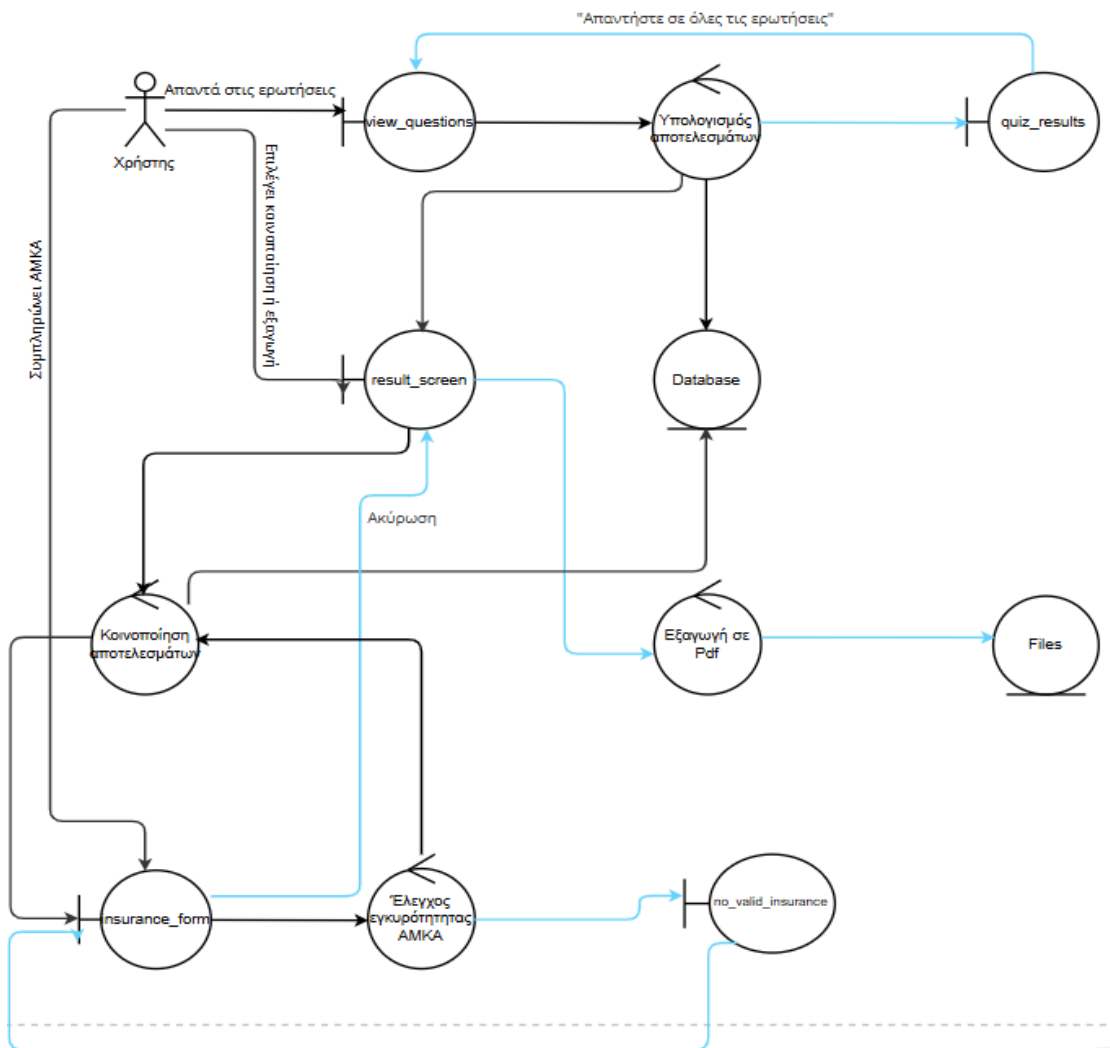 "Απαντήστε σε όλες τις ερωτήσεις"
Απαντά στις ερωτήσεις
view_questions
Υπολογισμός
αποτελεσμάτων
quiz_results
Χρήστης
Επιλέγει κοινοποίηση ή εξαγωγή
Συμπληρώνει ΑΜΚΑ
result_screen
Database
Ακύρωση
Κοινοποίηση
αποτελεσμάτων
Εξαγωγή σε
Pdf
Files
insurance_form
Έλεγχος
εγκυρότητητας
ΑΜΚΑ
no_valid_insurance